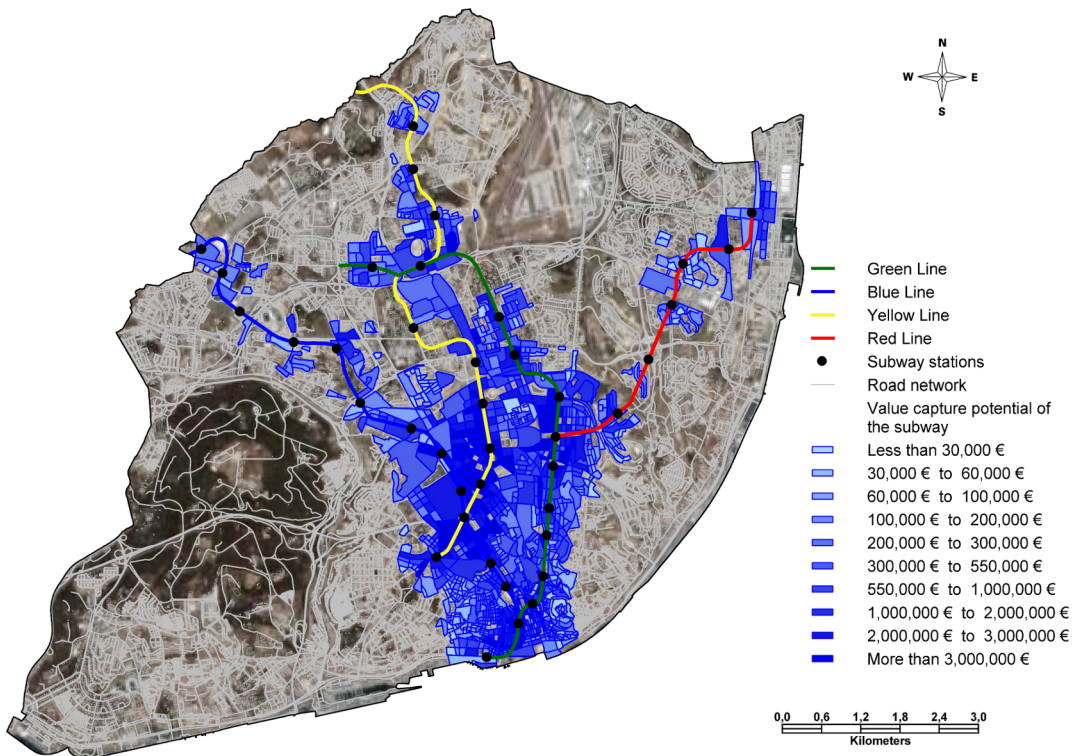 N
W E
S
Green Line
Blue Line
Yellow Line
Red Line
Subway stations
Road network
Value capture potential of
the subway
Less than 30,000 €
30,000 € to 60,000 €
60,000 € to 100,000 €
100,000 € to 200,000 €
200,000 € to 300,000 €
300,000 € to 550,000 €
550,000 € to 1,000,000 €
1,000,000 € to 2,000,000 €
2,000,000 € to 3,000,000 €
More than 3,000,000 €
0,0 0,6 1,2 1,8 2,4 3,0
Kilometers